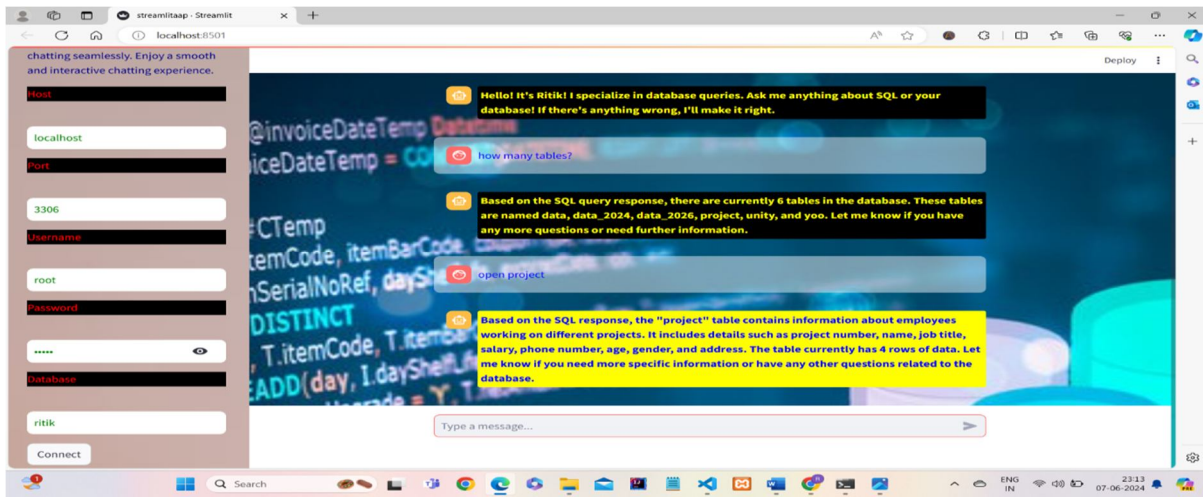 streamlitaap · Streamlit
localhost:8501
Deploy
chatting seamlessly. Enjoy a smooth
and interactive chatting experience.
Host
localhost
Port
3306
Username
root
Password
•••••
Database
ritik
Connect
Hello! It's Ritik! I specialize in database queries. Ask me anything about SQL or your
database! If there's anything wrong, I'll make it right.
how many tables?
Based on the SQL query response, there are currently 6 tables in the database. These tables
are named data, data_2024, data_2026, project, unity, and yoo. Let me know if you have
any more questions or need further information.
open project
Based on the SQL response, the "project" table contains information about employees
working on different projects. It includes details such as project number, name, job title,
salary, phone number, age, gender, and address. The table currently has 4 rows of data. Let
me know if you need more specific information or have any other questions related to the
database.
Type a message...
@invoiceDateTemp Datetime
iceDateTemp = CO
CTemp
temCode, itemBarCode
SerialNoRef, daySh
DISTINCT
T.itemCode, T.itemBar
EADD(day, I.dayShelfLife
= Y, T
Search
ENG
IN
23:13
07-06-2024